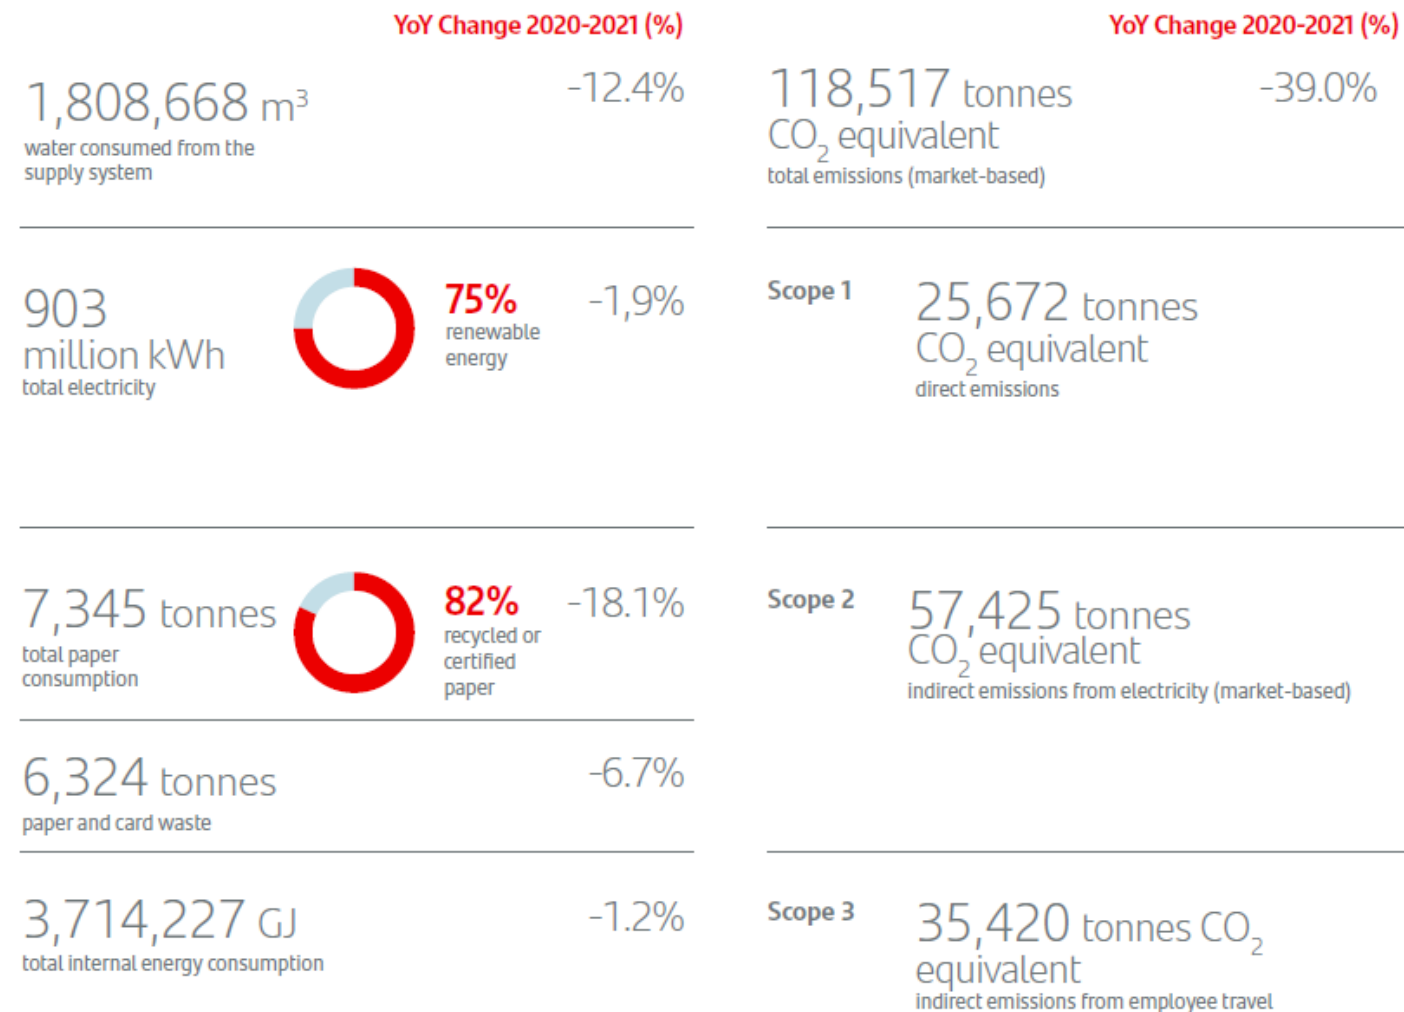 YoY Change 2020-2021 (%)
1,808,668 m³
-12.4%
water consumed from the
supply system
903
million kWh
total electricity
75%
renewable
energy
-1,9%
7,345 tonnes
total paper
consumption
82%
recycled or
certified
paper
-18.1%
6,324 tonnes
-6.7%
paper and card waste
3,714,227 GJ
-1.2%
total internal energy consumption
YoY Change 2020-2021 (%)
118,517 tonnes
CO₂ equivalent
-39.0%
total emissions (market-based)
Scope 1
25,672 tonnes
CO₂ equivalent
direct emissions
Scope 2
57,425 tonnes
CO₂ equivalent
indirect emissions from electricity (market-based)
Scope 3
35,420 tonnes CO₂
equivalent
indirect emissions from employee travel